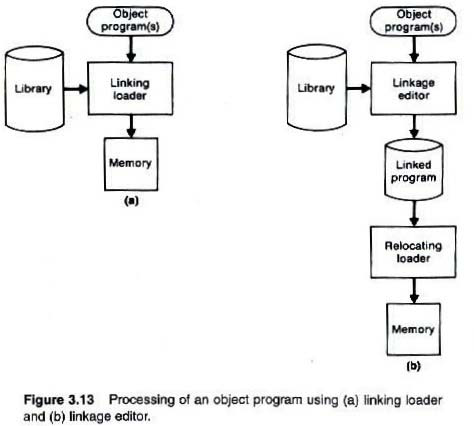 Object
program(s)
Library
Linking
loader
Memory
(a)
Object
program(s)
Library
Linkage
editor
Linked
program
Relocating
loader
Memory
(b)
Figure 3.13 Processing of an object program using (a) linking loader
and (b) linkage editor.